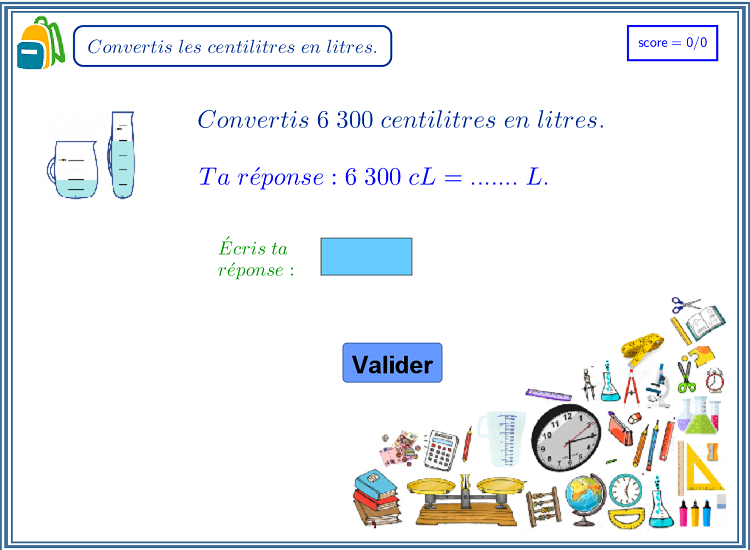 Convertis les centilitres en litres.
score = 0/0
Convertis 6 300 centilitres en litres.
Ta réponse : 6 300 cL = ....... L.
Écris ta
réponse :
Valider